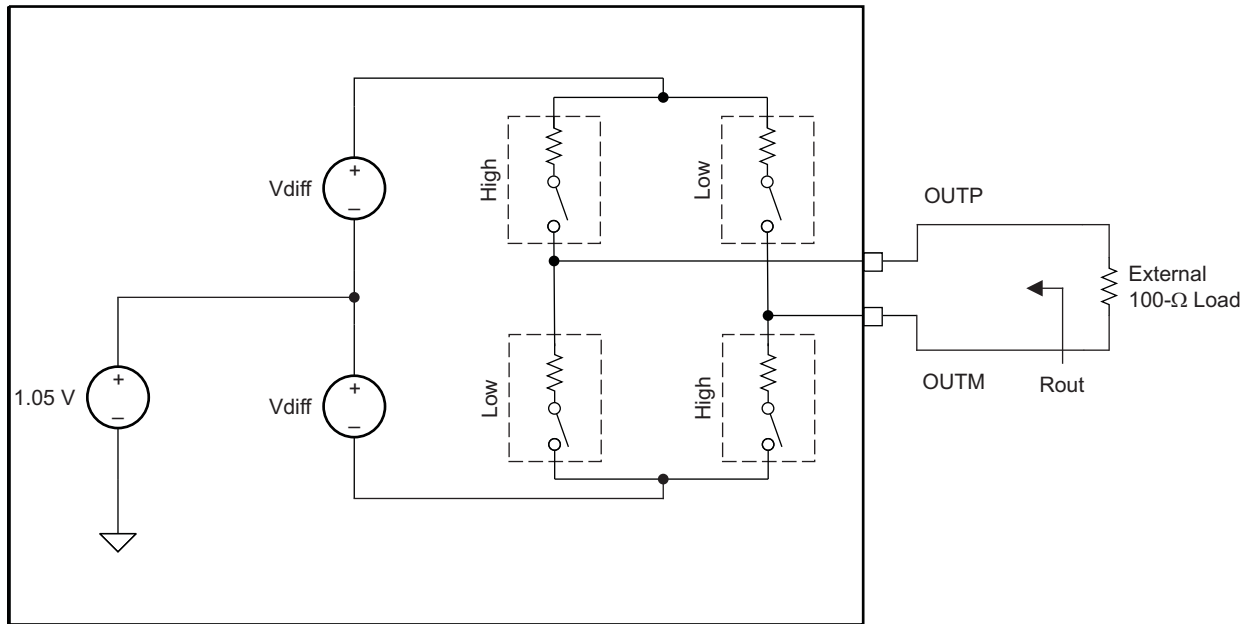 High
Low
Vdiff
OUTP
External
100-Ω Load
1.05 V
Vdiff
Low
High
OUTM
Rout
+
−
+
−
+
−